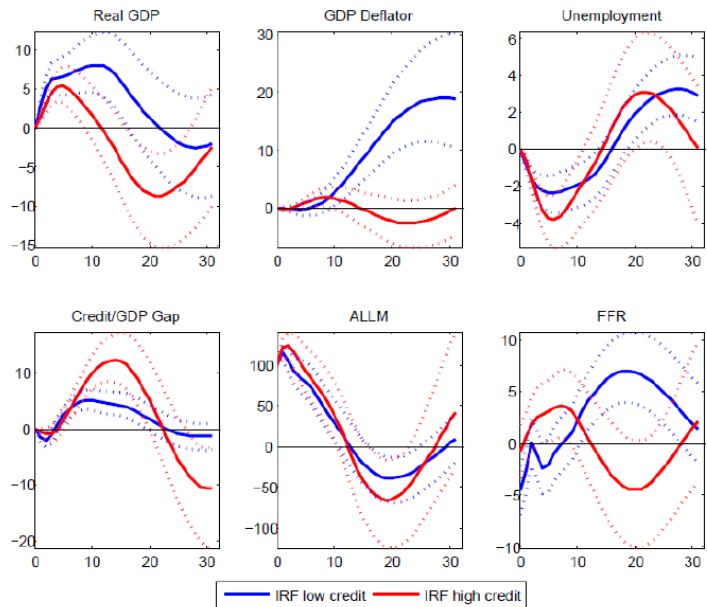 Real GDP
GDP Deflator
Unemployment
10
5
0
−5
−10
−15
0 10 20 30
30
20
10
0
0 10 20 30
6
4
2
0
−2
−4
0 10 20 30
Credit/GDP Gap
ALLM
FFR
10
0
−10
−20
0 10 20 30
100
50
0
−50
−100
0 10 20 30
10
5
0
−5
−10
0 10 20 30
IRF low credit
IRF high credit